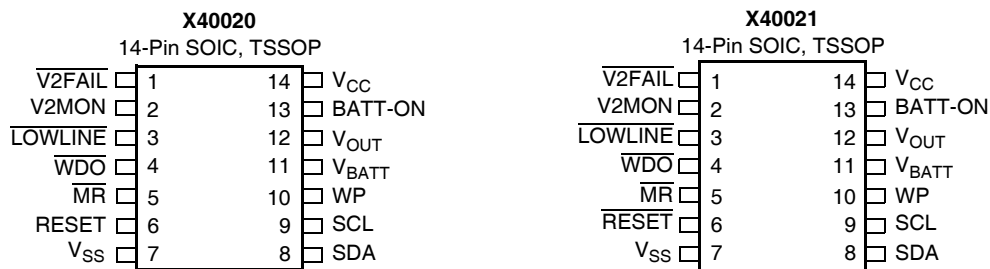 X40020
14-Pin SOIC, TSSOP
V2FAIL 1 14 VCC
V2MON 2 13 BATT-ON
LOWLINE 3 12 VOUT
WDO 4 11 VBATT
MR 5 10 WP
RESET 6 9 SCL
VSS 7 8 SDA
X40021
14-Pin SOIC, TSSOP
V2FAIL 1 14 VCC
V2MON 2 13 BATT-ON
LOWLINE 3 12 VOUT
WDO 4 11 VBATT
MR 5 10 WP
RESET 6 9 SCL
VSS 7 8 SDA